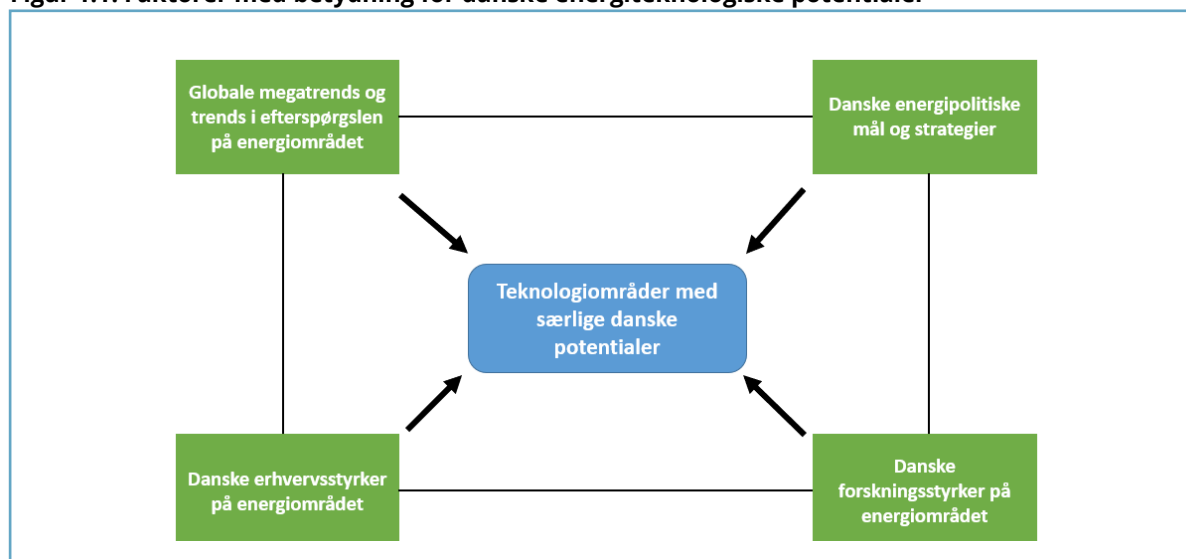 Globale megatrends og
trends i efterspørgslen
på energiområdet
Danske energipolitiske
mål og strategier
Teknologiområder med
særlige danske
potentialer
Danske erhvervsstyrker
på energiområdet
Danske
forskningsstyrker på
energiområdet